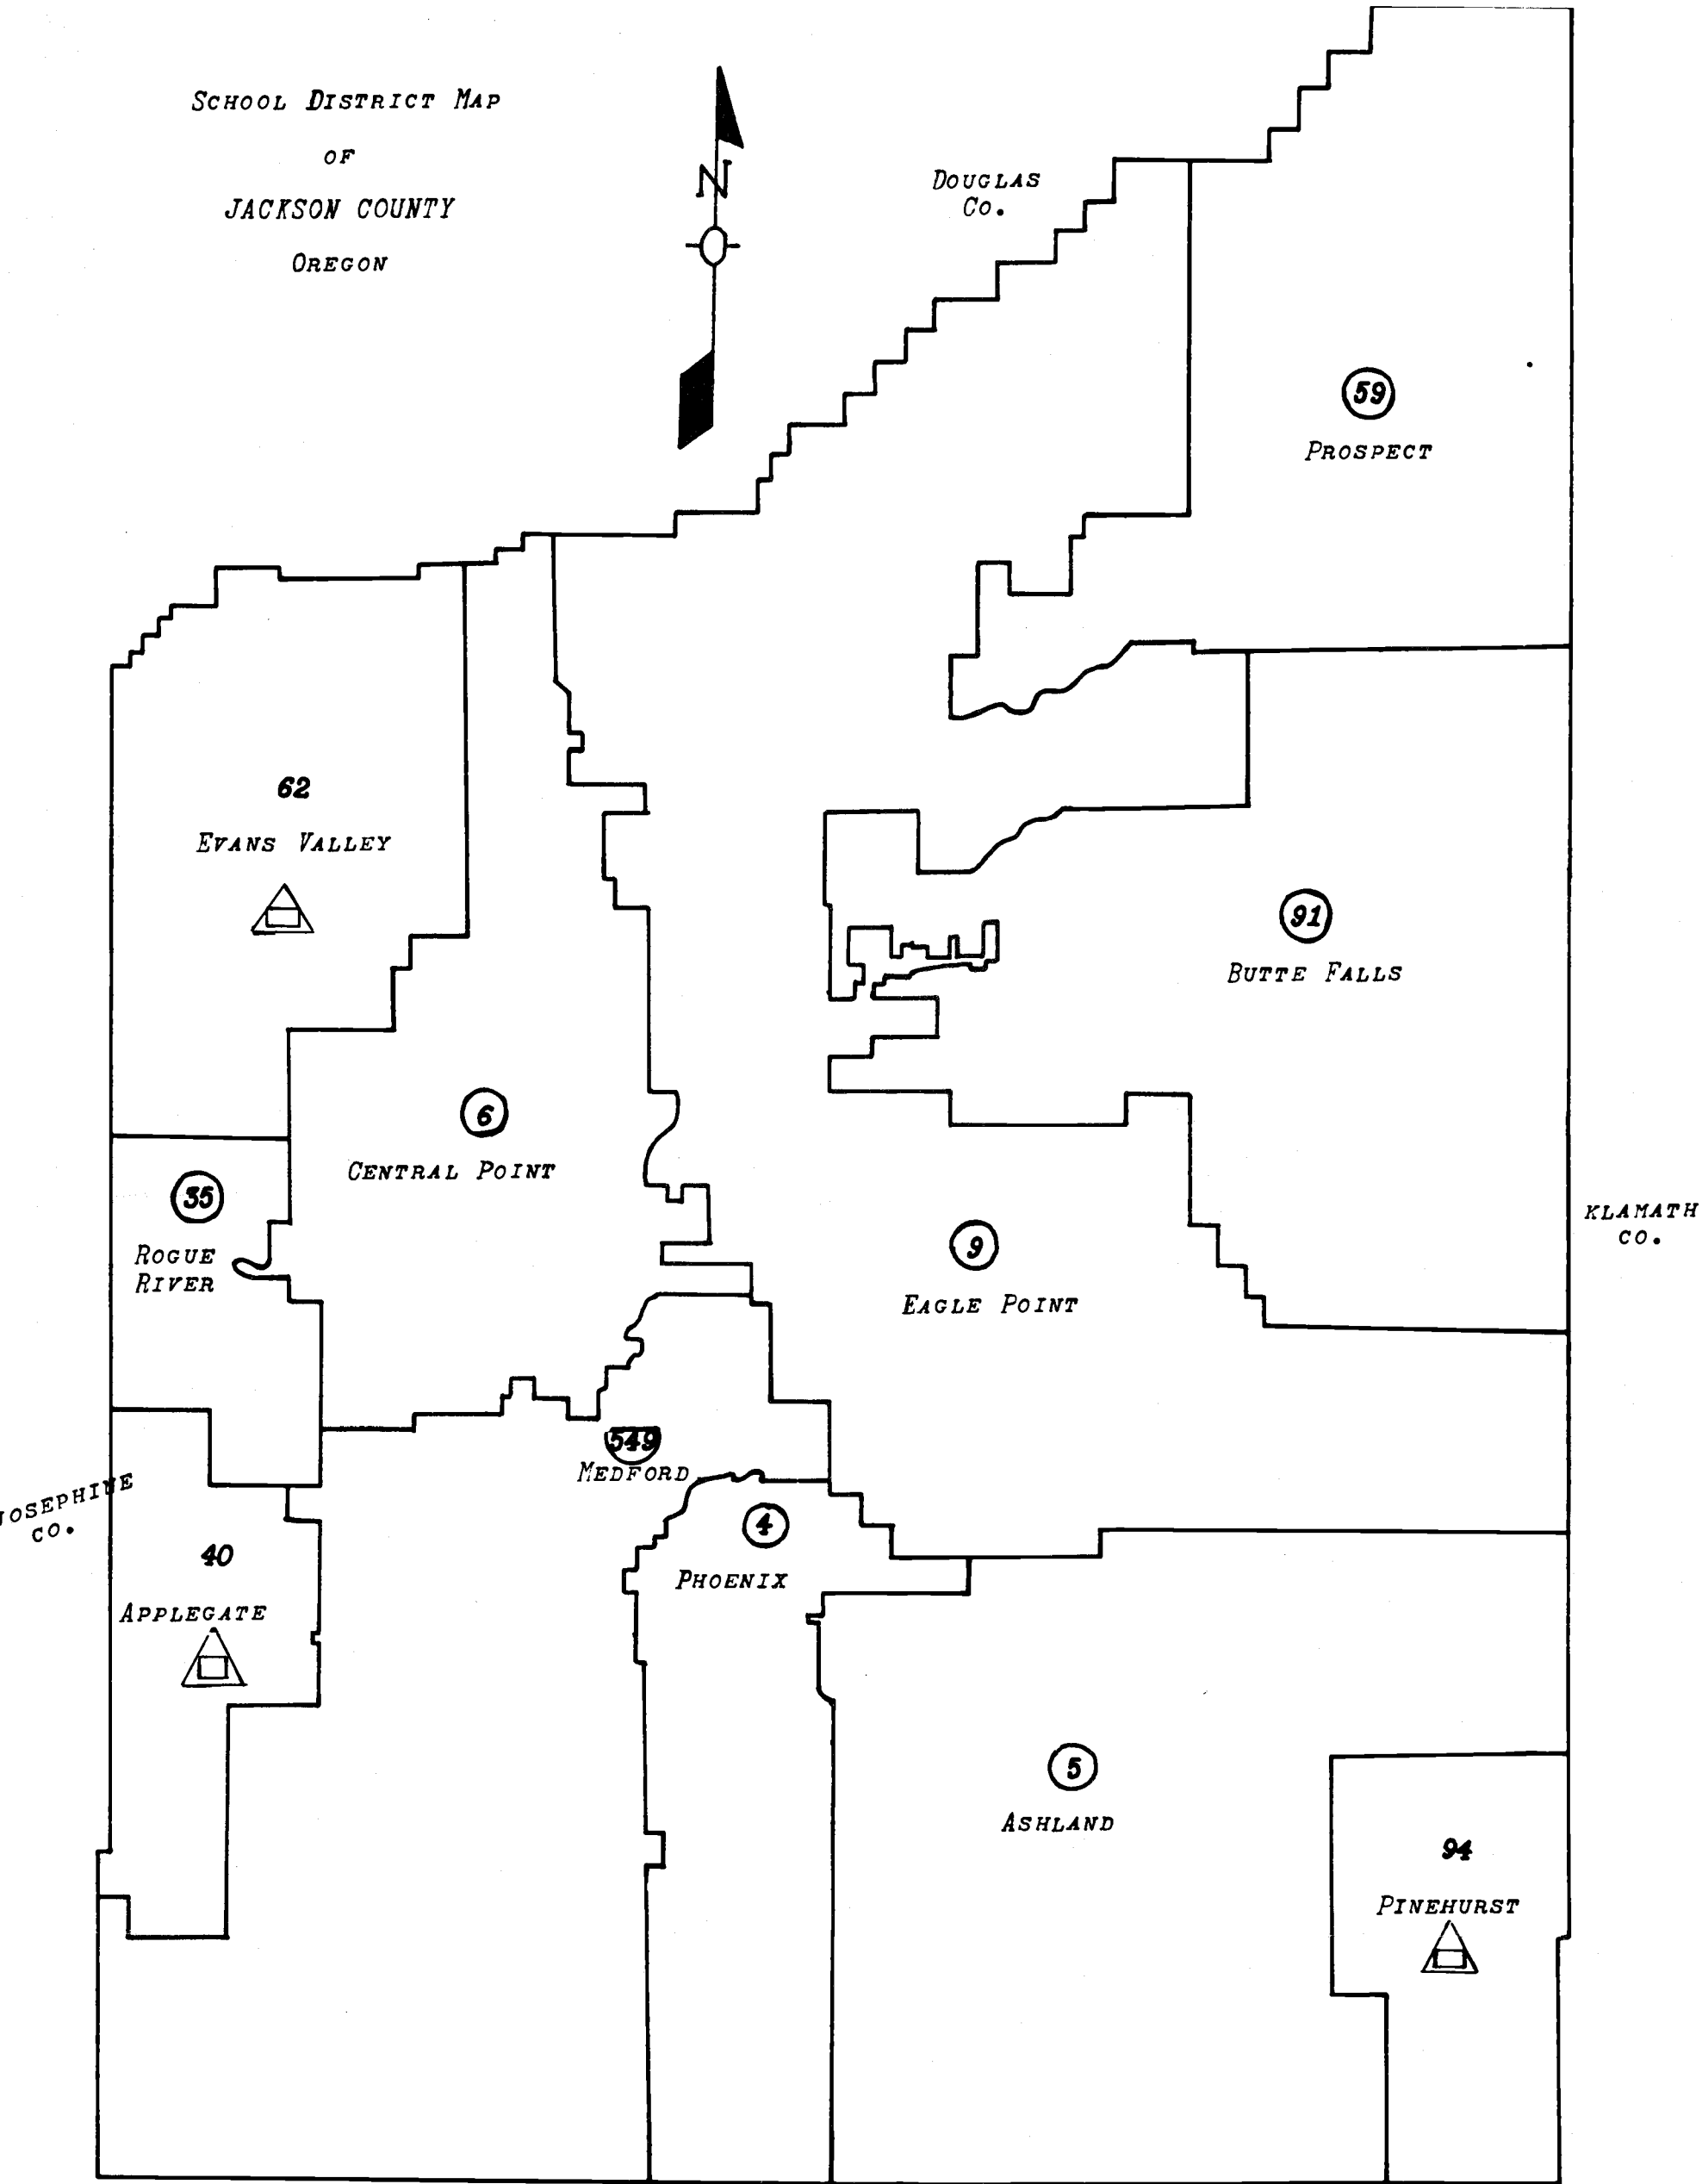 SCHOOL DISTRICT MAP
OF
JACKSON COUNTY
OREGON
N
DOUGLAS
CO.
59
PROSPECT
62
EVANS VALLEY
91
BUTTE FALLS
6
CENTRAL POINT
35
ROGUE
RIVER
KLAMATH
CO.
9
EAGLE POINT
549
MEDFORD
JOSEPHINE
CO.
4
PHOENIX
40
APPLEGATE
5
ASHLAND
94
PINEHURST